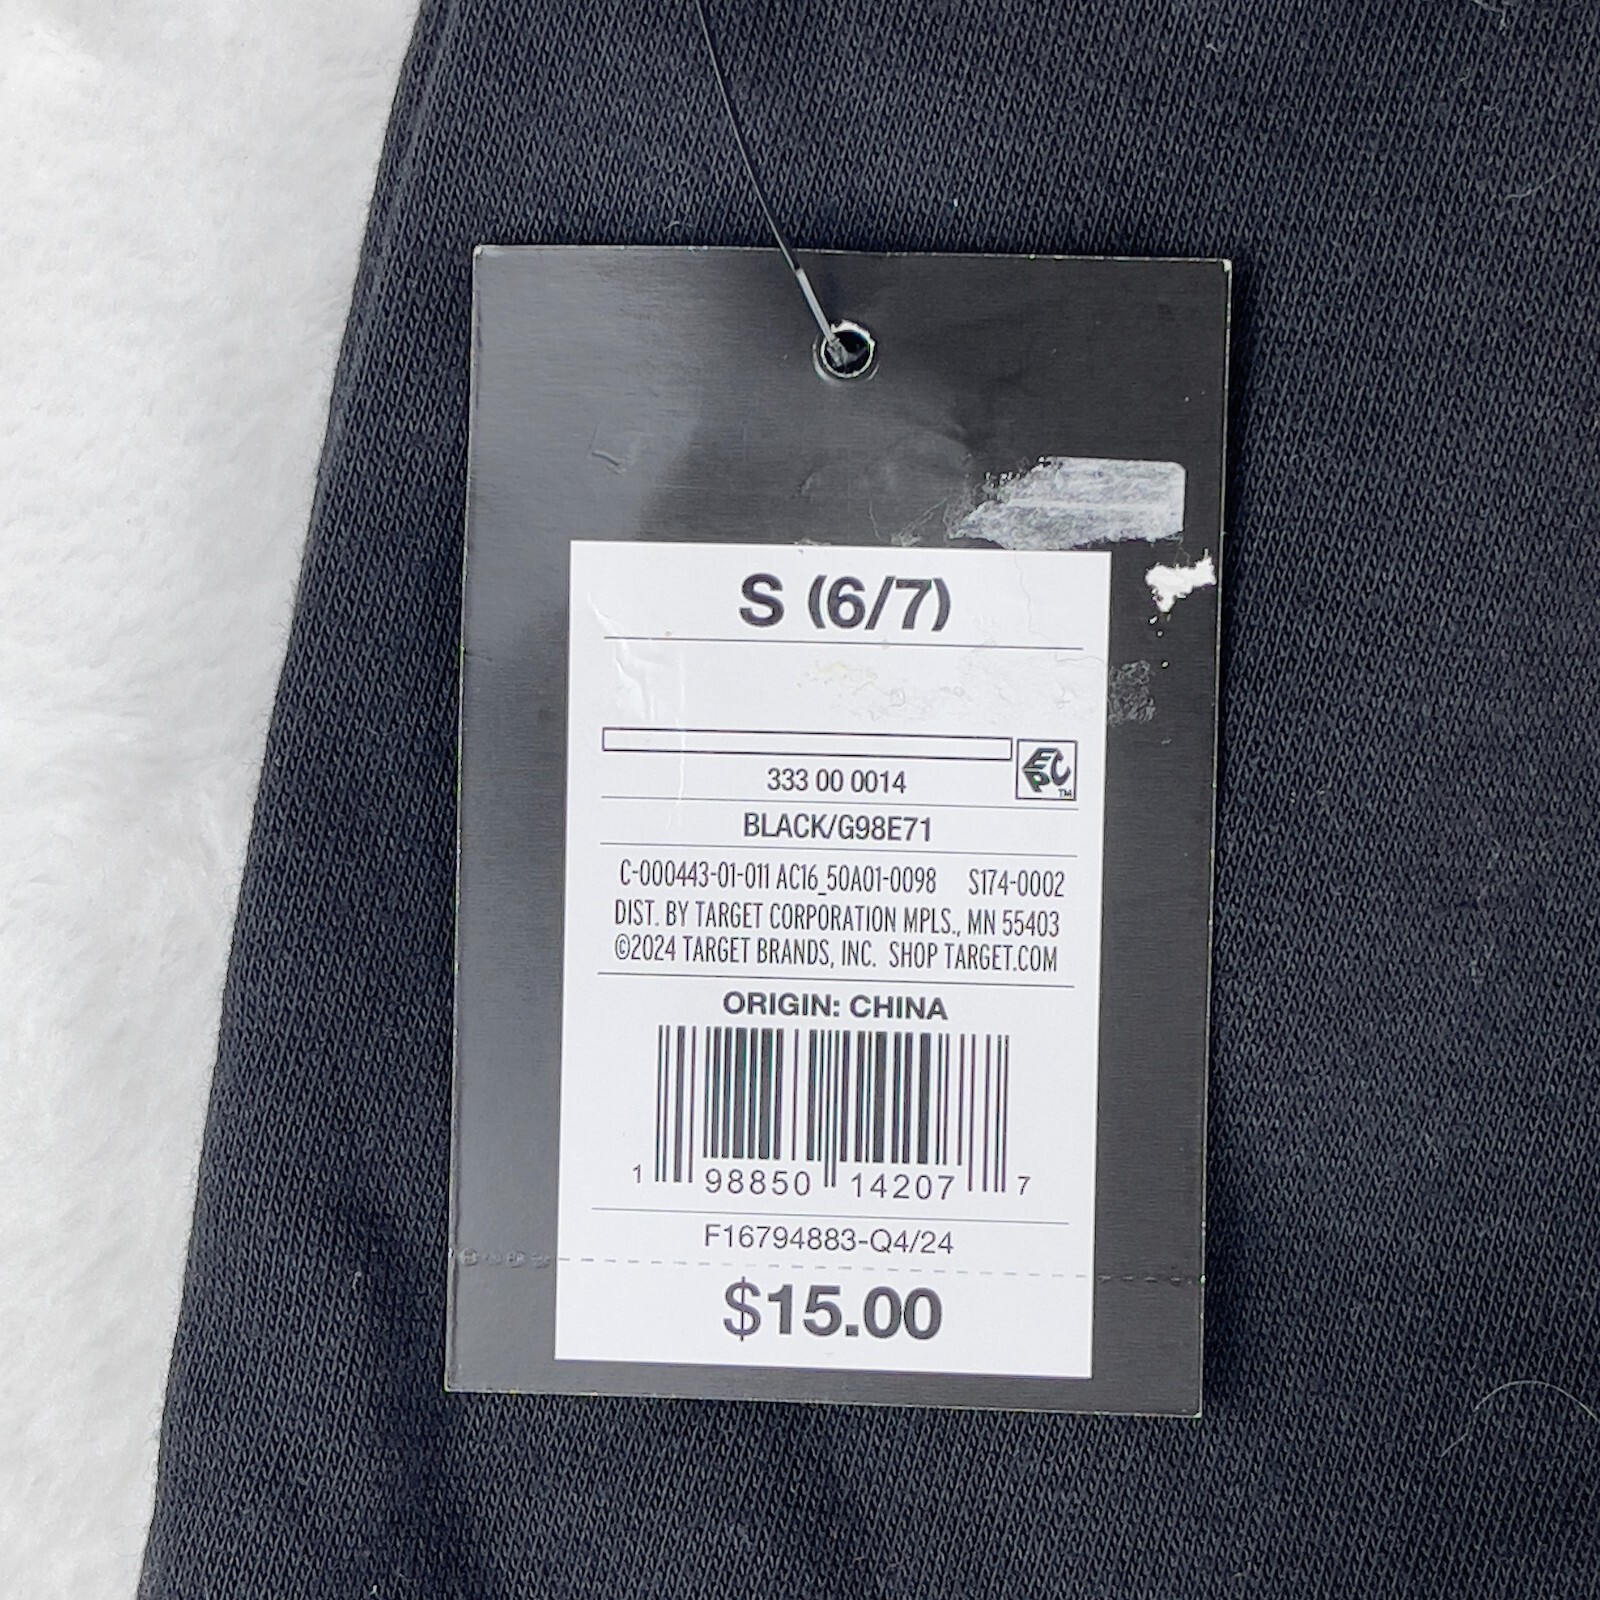 S (6/7)
EPC™
333 00 0014
BLACK/G98E71
C-000443-01-011 AC16_50A01-0098 S174-0002
DIST. BY TARGET CORPORATION MPLS., MN 55403
©2024 TARGET BRANDS, INC. SHOP TARGET.COM
ORIGIN: CHINA
1 98850 14207 7
F16794883-Q4/24
$15.00